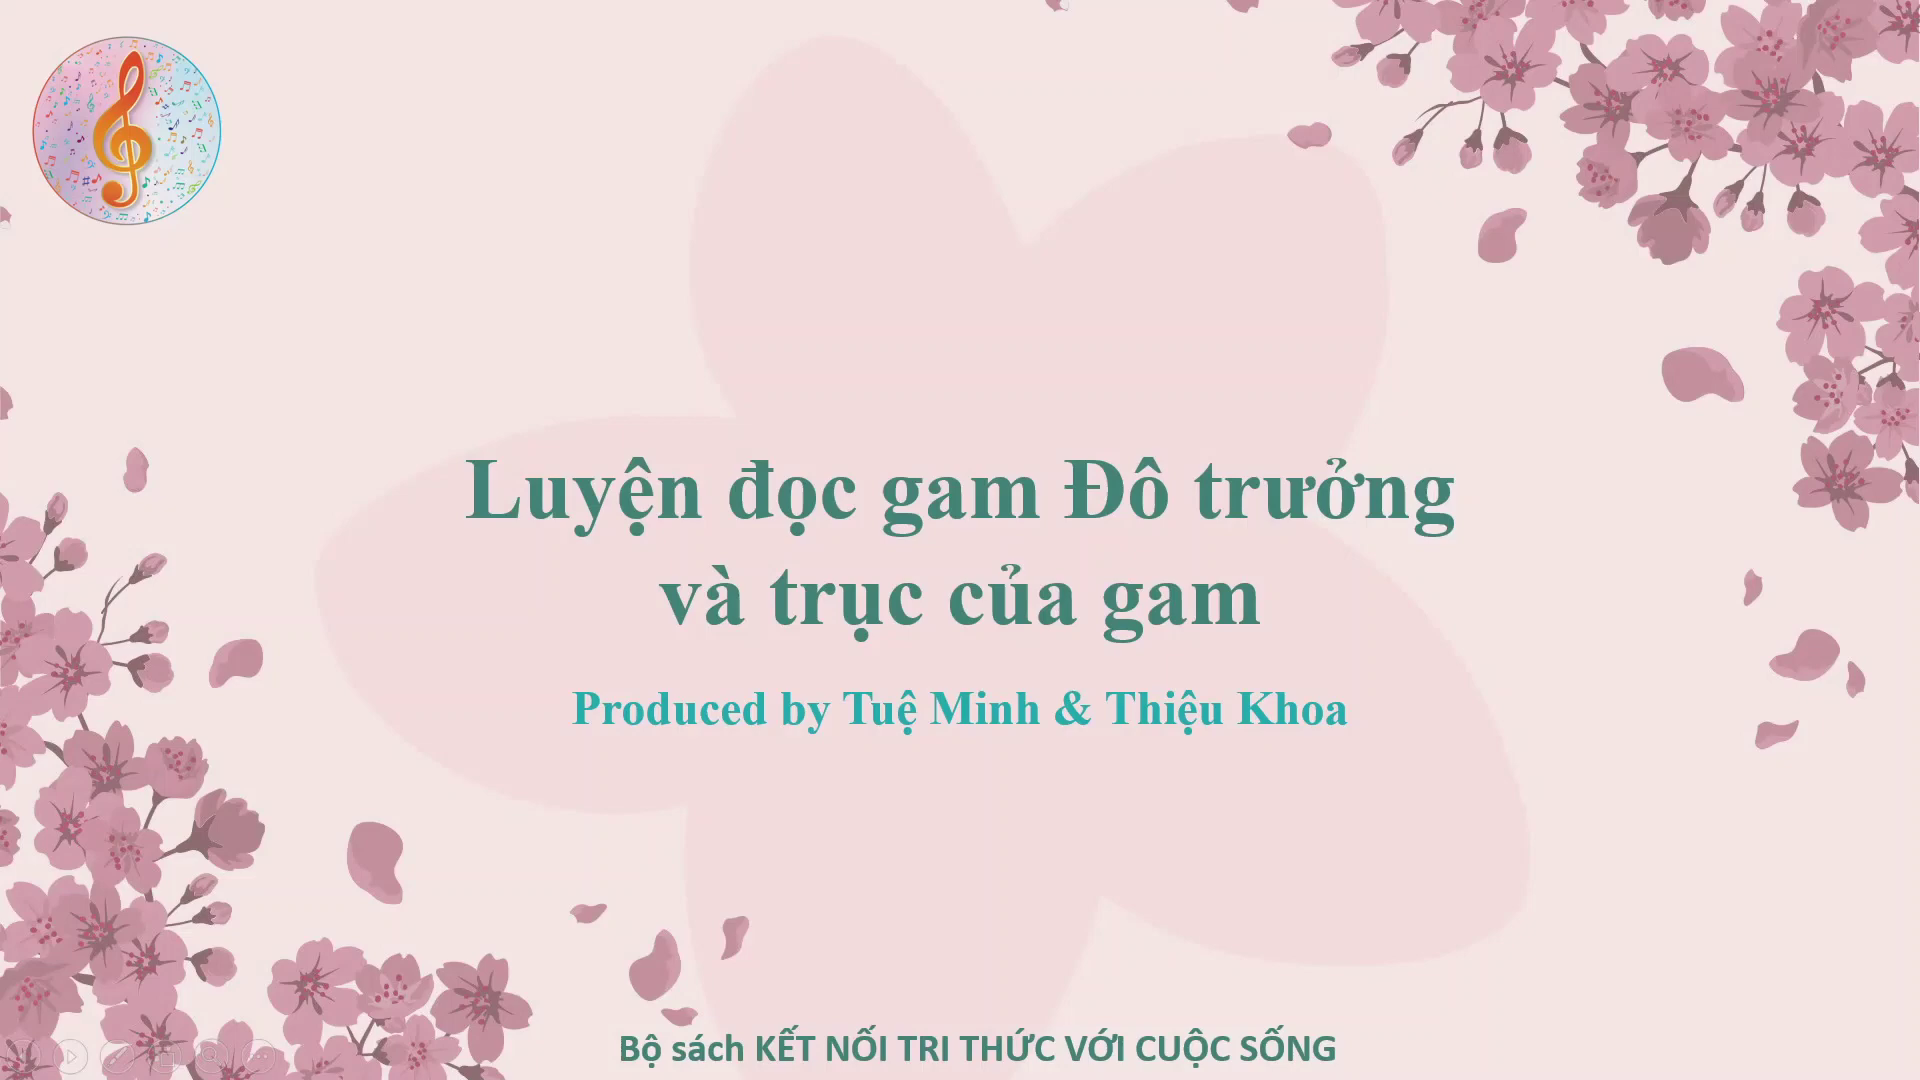 Luyện đọc gam Đô trưởng
và trục của gam
Produced by Tuệ Minh & Thiệu Khoa
Bộ sách KẾT NỐI TRI THỨC VỚI CUỘC SỐNG